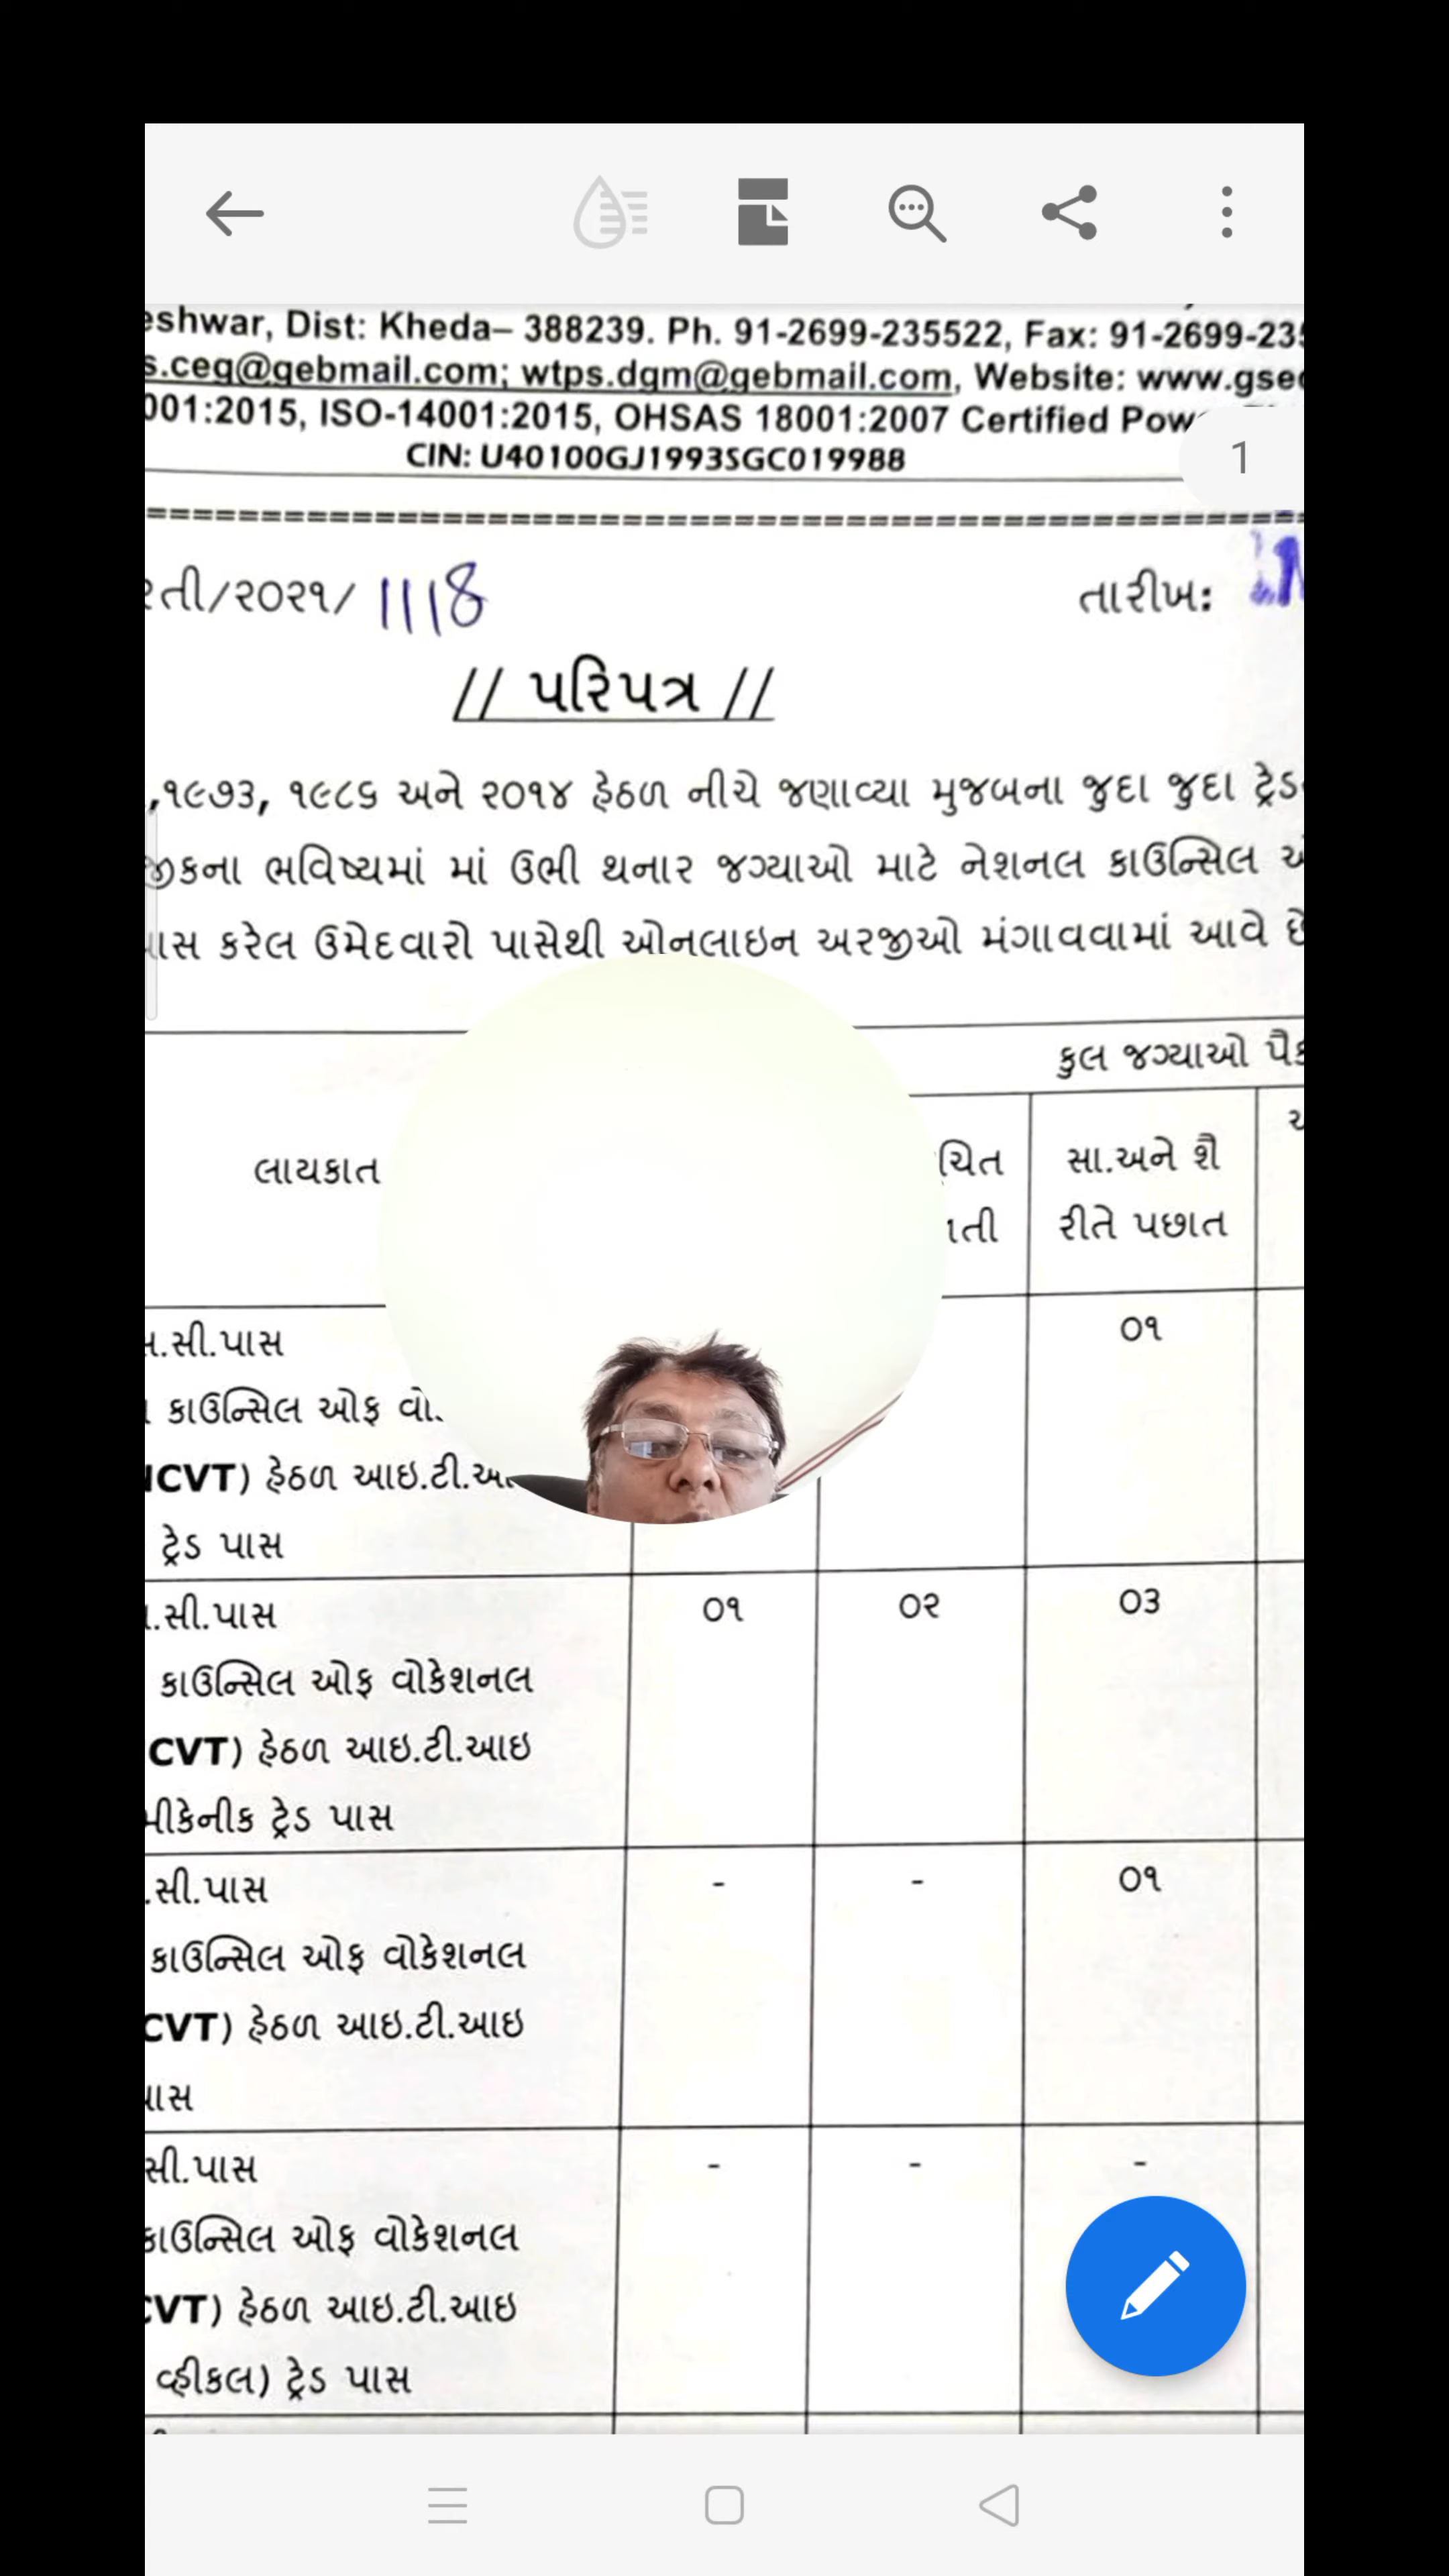 eshwar, Dist: Kheda– 388239. Ph. 91-2699-235522, Fax: 91-2699-235
s.ceg@gebmail.com; wtps.dgm@gebmail.com, Website: www.gsec
001:2015, ISO-14001:2015, OHSAS 18001:2007 Certified Pow
CIN: U40100GJ1993SGC019988
1
રતી/૨૦૨૧/ 1118 તારીખ:
// પરિપત્ર //
,૧૯૭૩, ૧૯૮૬ અને ૨૦૧૪ હેઠળ નીચે જણાવ્યા મુજબના જુદા જુદા ટ્રેડ
જીકના ભવિષ્યમાં માં ઉભી થનાર જગ્યાઓ માટે નેશનલ કાઉન્સિલ ઓ
પાસ કરેલ ઉમેદવારો પાસેથી ઓનલાઇન અરજીઓ મંગાવવામાં આવે છે
કુલ જગ્યાઓ પૈક
લાયકાત ચિત સા.અને શૈ
તી રીતે પછાત
સ.સી.પાસ ૦૧
કાઉન્સિલ ઓફ વો
NCVT) હેઠળ આઇ.ટી.આ
ટ્રેડ પાસ
.સી.પાસ ૦૧ ૦૨ ૦૩
કાઉન્સિલ ઓફ વોકેશનલ
CVT) હેઠળ આઇ.ટી.આઇ
મીકેનીક ટ્રેડ પાસ
.સી.પાસ - - ૦૧
કાઉન્સિલ ઓફ વોકેશનલ
CVT) હેઠળ આઇ.ટી.આઇ
પાસ
સી.પાસ - - -
કાઉન્સિલ ઓફ વોકેશનલ
CVT) હેઠળ આઇ.ટી.આઇ
વ્હીકલ) ટ્રેડ પાસ